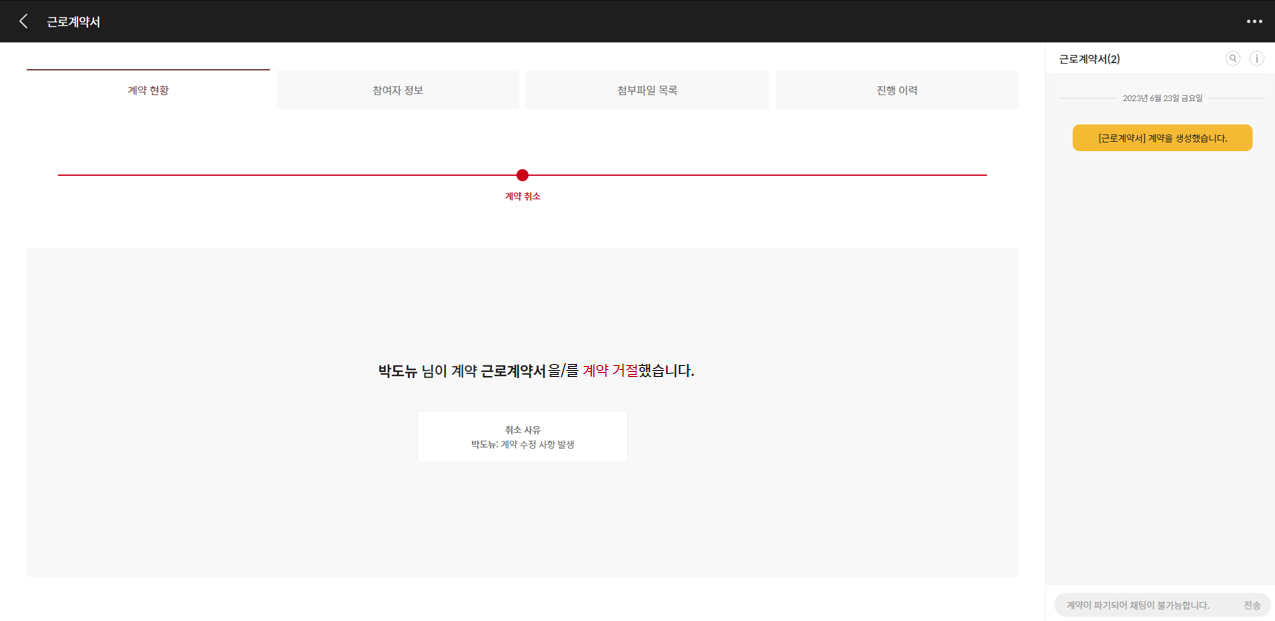 근로계약서
계약 현황
참여자 정보
첨부파일 목록
진행 이력
계약 취소
박도뉴 님이 계약 근로계약서을/를 계약 거절했습니다.
취소 사유
박도뉴: 계약 수정 사항 발생
근로계약서(2)
2023년 6월 23일 금요일
[근로계약서] 계약을 생성했습니다.
계약이 파기되어 채팅이 불가능합니다.
전송